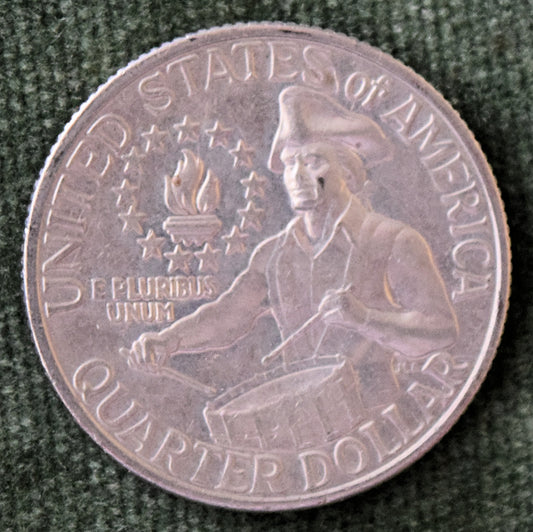 UNITED STATES of AMERICA
E PLURIBUS
UNUM
QUARTER DOLLAR